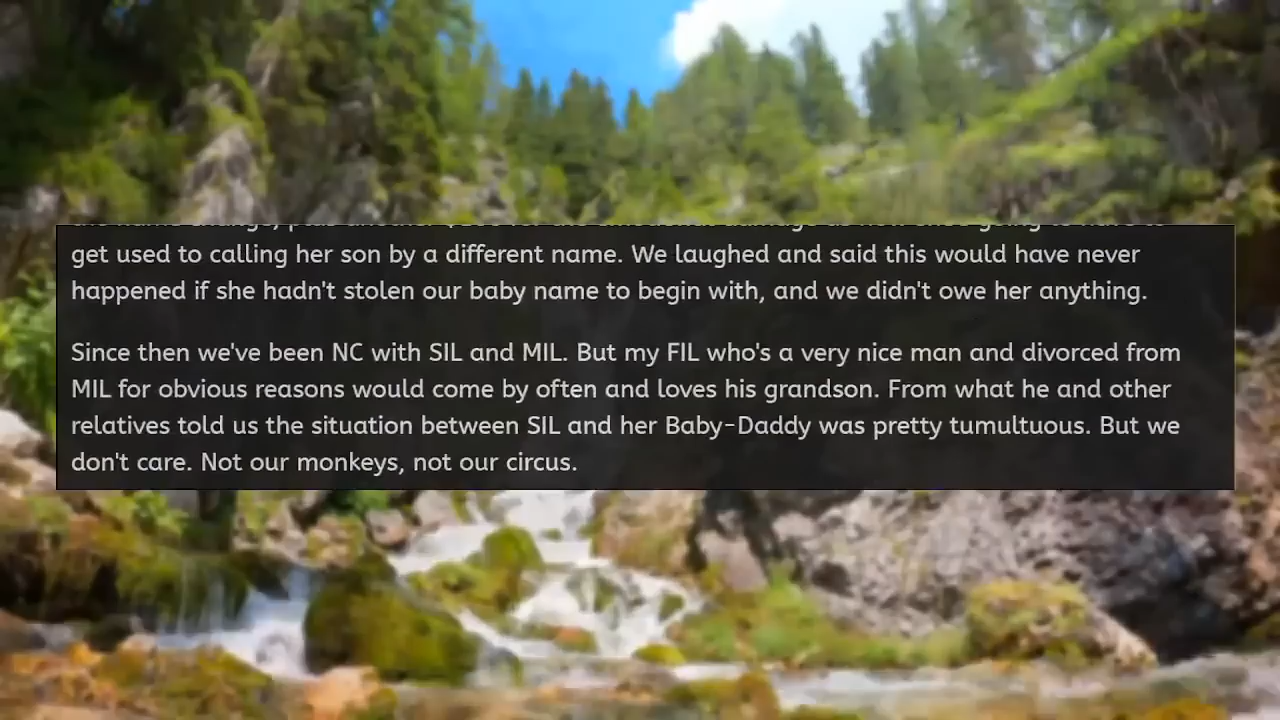 get used to calling her son by a different name. We laughed and said this would have never
happened if she hadn't stolen our baby name to begin with, and we didn't owe her anything.
Since then we've been NC with SIL and MIL. But my FIL who's a very nice man and divorced from
MIL for obvious reasons would come by often and loves his grandson. From what he and other
relatives told us the situation between SIL and her Baby-Daddy was pretty tumultuous. But we
don't care. Not our monkeys, not our circus.